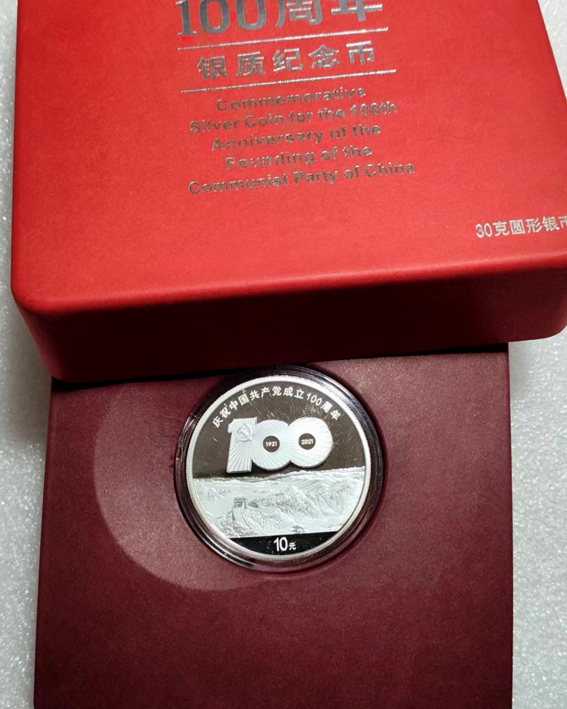 100周年
银质纪念币
Commemorative
Silver Coin for the 100th
Anniversary of the
Founding of the
Communist Party of China
30克圆形银币
庆祝中国共产党成立100周年
100
1921 2021
10元